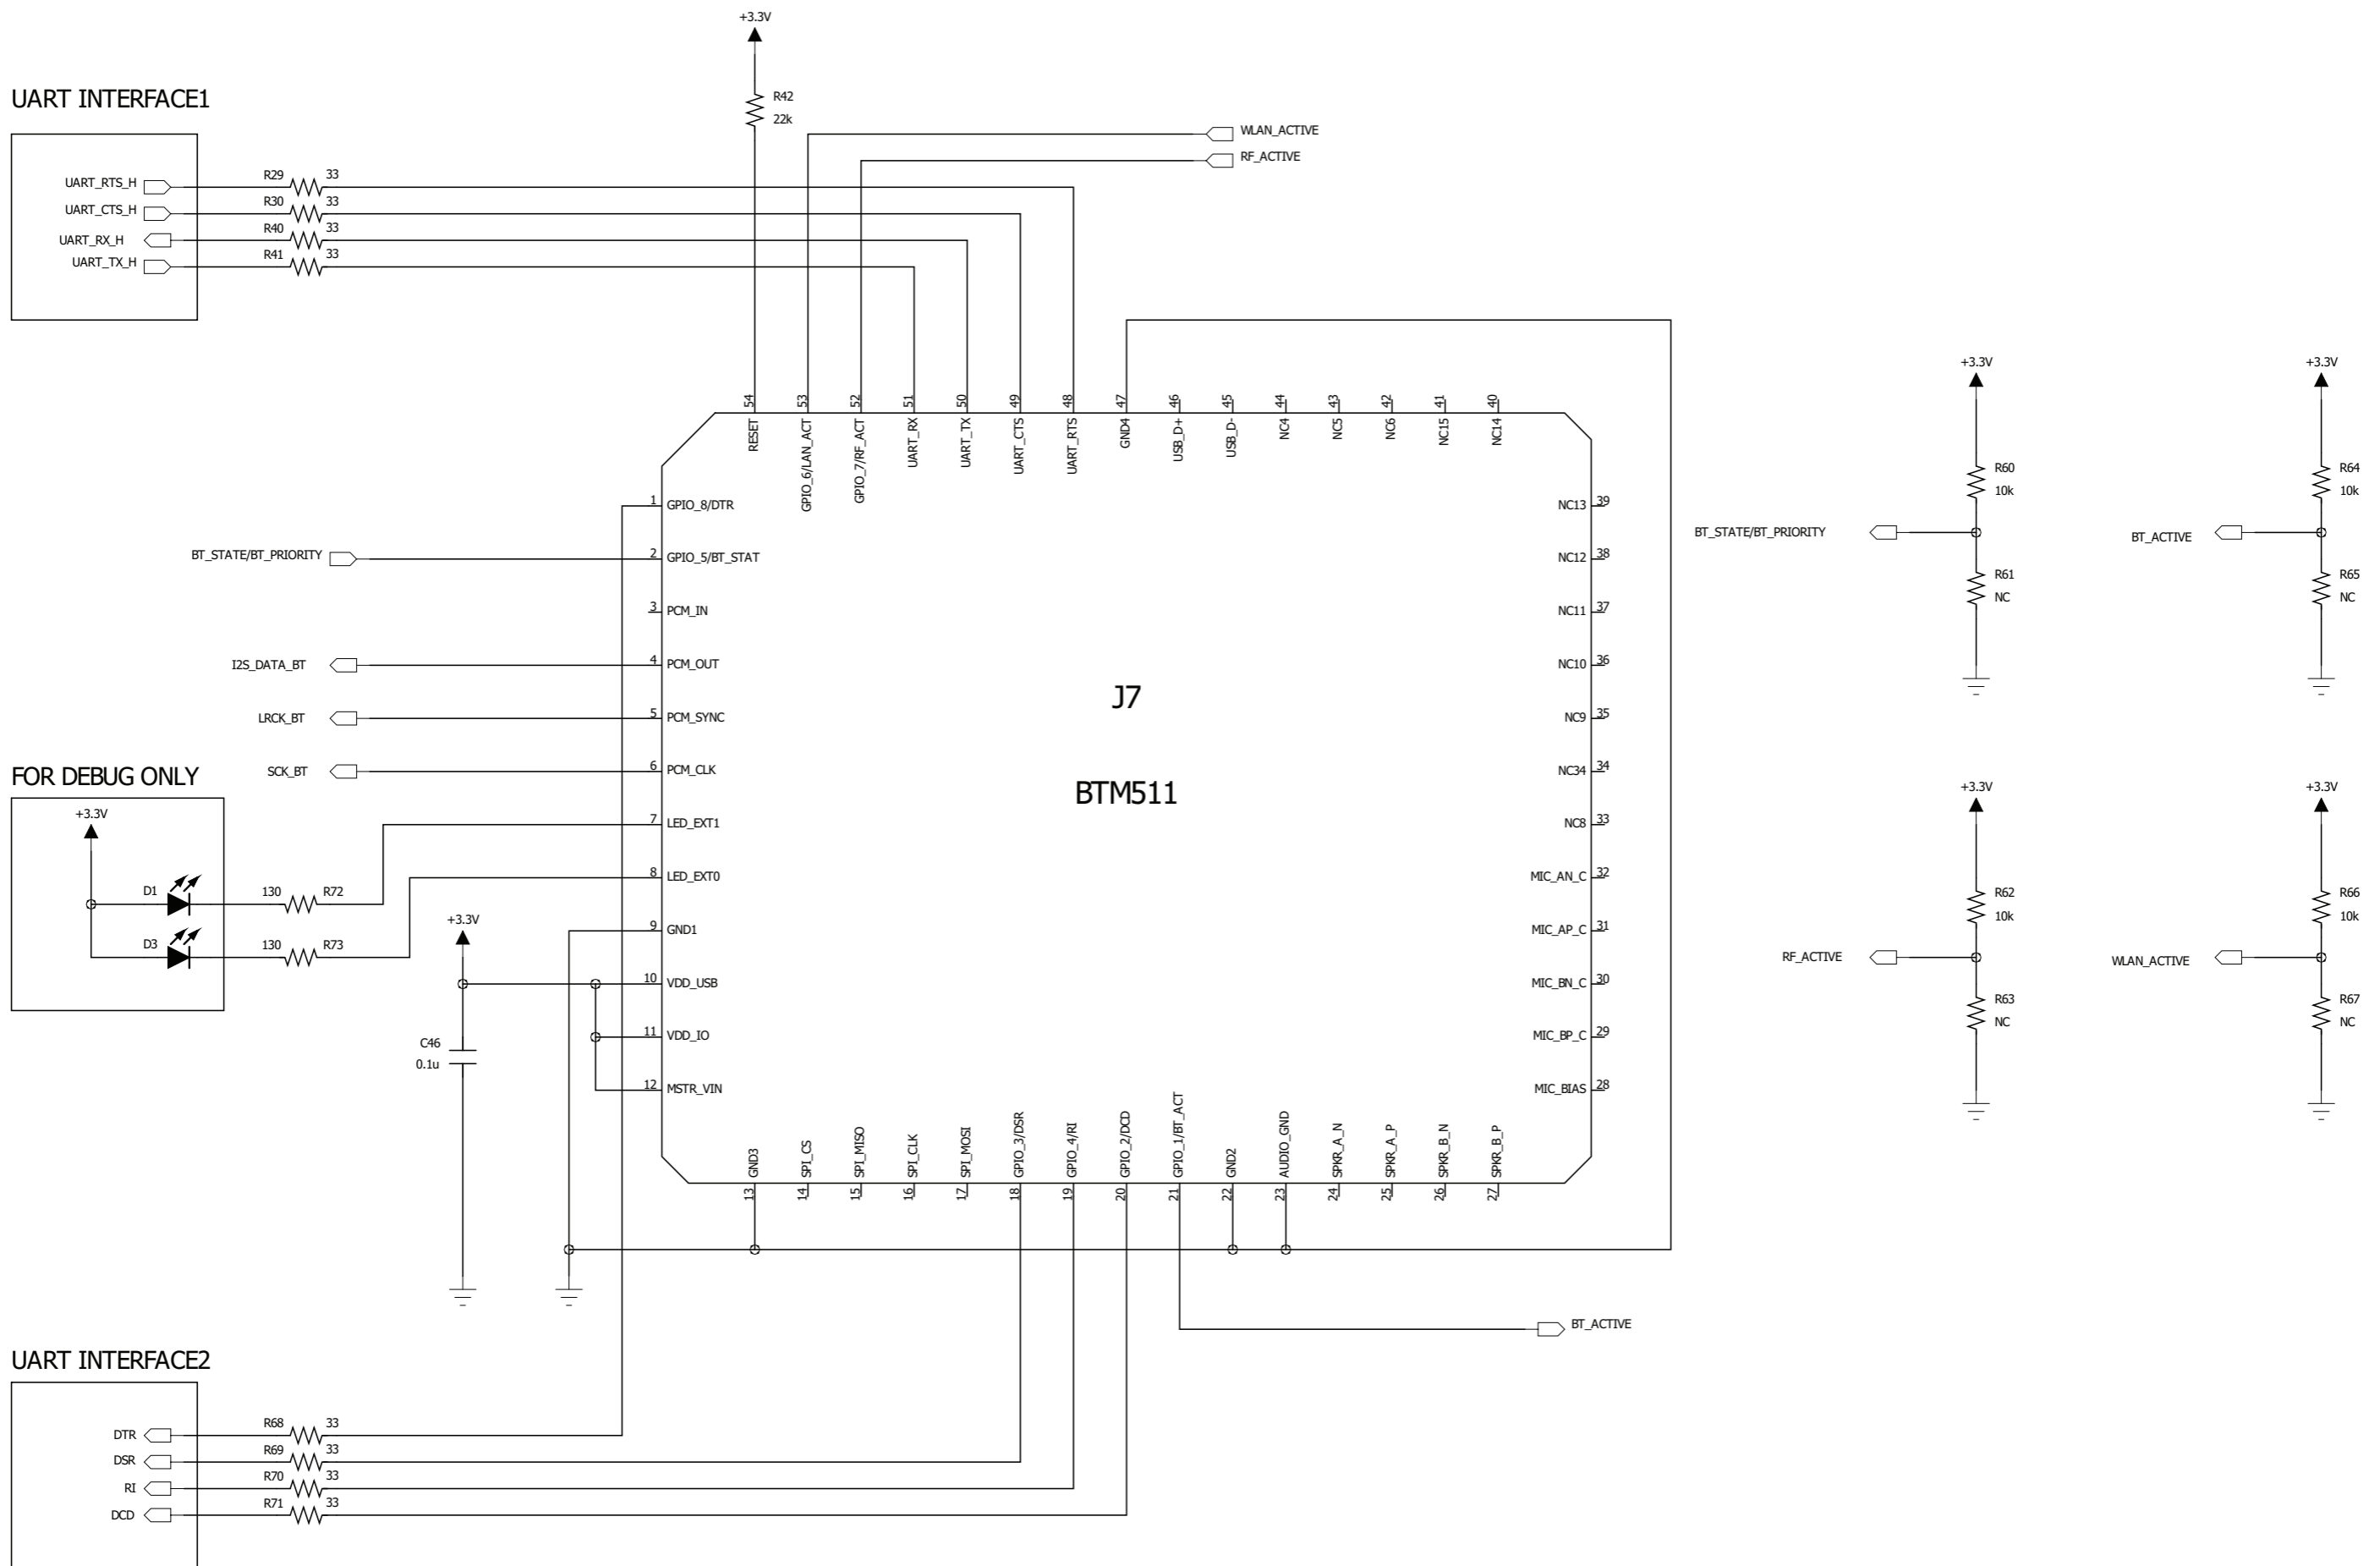 +3.3V
R42
22k
UART INTERFACE1
WLAN_ACTIVE
RF_ACTIVE
UART_RTS_H
R29
33
UART_CTS_H
R30
33
UART_RX_H
R40
33
UART_TX_H
R41
33
54
53
52
51
50
49
48
47
46
45
44
43
42
41
40
RESET
GPIO_6/LAN_ACT
GPIO_7/RF_ACT
UART_RX
UART_TX
UART_CTS
UART_RTS
GND4
USB_D+
USB_D-
NC4
NC5
NC6
NC15
NC14
1 GPIO_8/DTR
BT_STATE/BT_PRIORITY
2 GPIO_5/BT_STAT
3 PCM_IN
I2S_DATA_BT
4 PCM_OUT
LRCK_BT
5 PCM_SYNC
SCK_BT
6 PCM_CLK
7 LED_EXT1
8 LED_EXT0
9 GND1
10 VDD_USB
11 VDD_IO
12 MSTR_VIN
J7
BTM511
NC13 39
NC12 38
NC11 37
NC10 36
NC9 35
NC34 34
NC8 33
MIC_AN_C 32
MIC_AP_C 31
MIC_BN_C 30
MIC_BP_C 29
MIC_BIAS 28
FOR DEBUG ONLY
+3.3V
D1
130
R72
D3
130
R73
+3.3V
C46
0.1u
GND3
SPI_CS
SPI_MISO
SPI_CLK
SPI_MOSI
GPIO_3/DSR
GPIO_4/RI
GPIO_2/DCD
GPIO_1/BT_ACT
GND2
AUDIO_GND
SPKR_A_N
SPKR_A_P
SPKR_B_N
SPKR_B_P
13
14
15
16
17
18
19
20
21
22
23
24
25
26
27
BT_ACTIVE
UART INTERFACE2
DTR
R68
33
DSR
R69
33
RI
R70
33
DCD
R71
33
+3.3V
R60
10k
BT_STATE/BT_PRIORITY
R61
NC
+3.3V
R64
10k
BT_ACTIVE
R65
NC
+3.3V
R62
10k
RF_ACTIVE
R63
NC
+3.3V
R66
10k
WLAN_ACTIVE
R67
NC